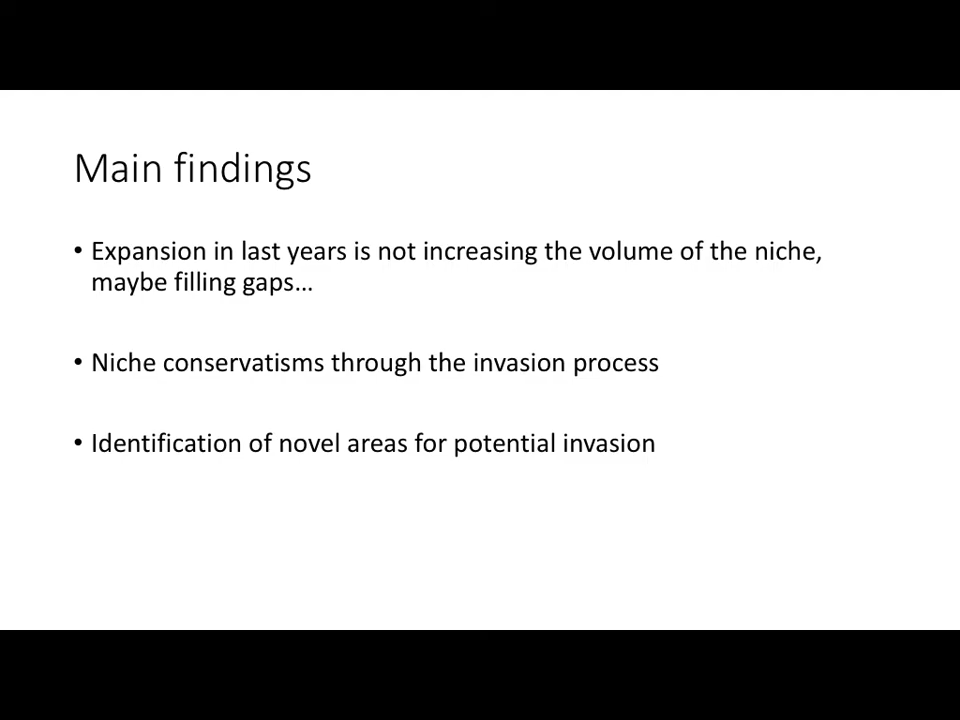 Main findings
• Expansion in last years is not increasing the volume of the niche,
maybe filling gaps…
• Niche conservatisms through the invasion process
• Identification of novel areas for potential invasion